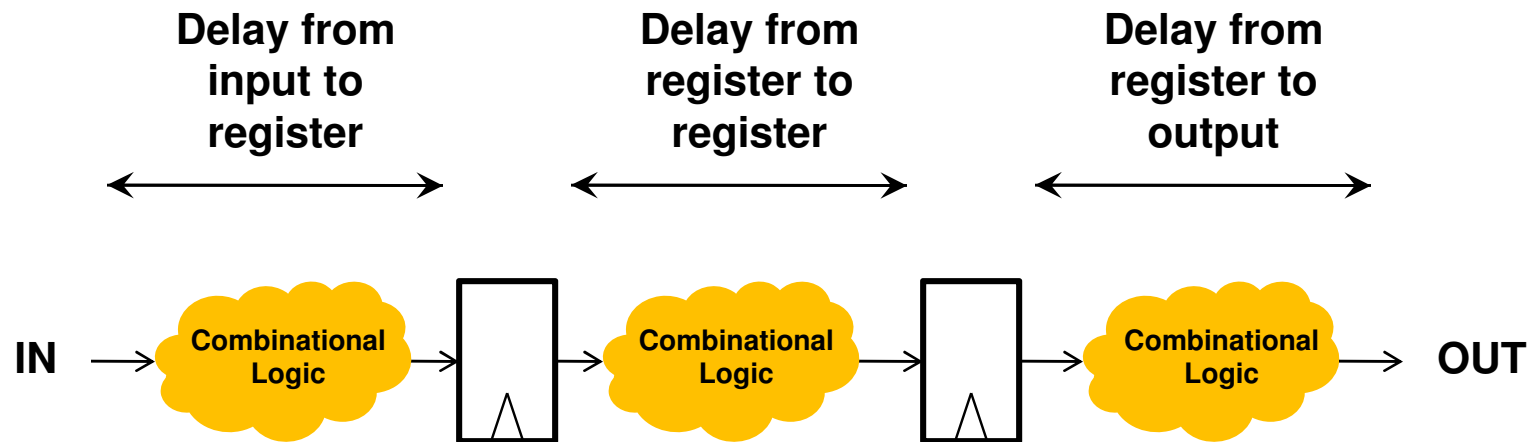 Delay from
input to
register
Delay from
register to
register
Delay from
register to
output
IN
Combinational
Logic
Combinational
Logic
Combinational
Logic
OUT